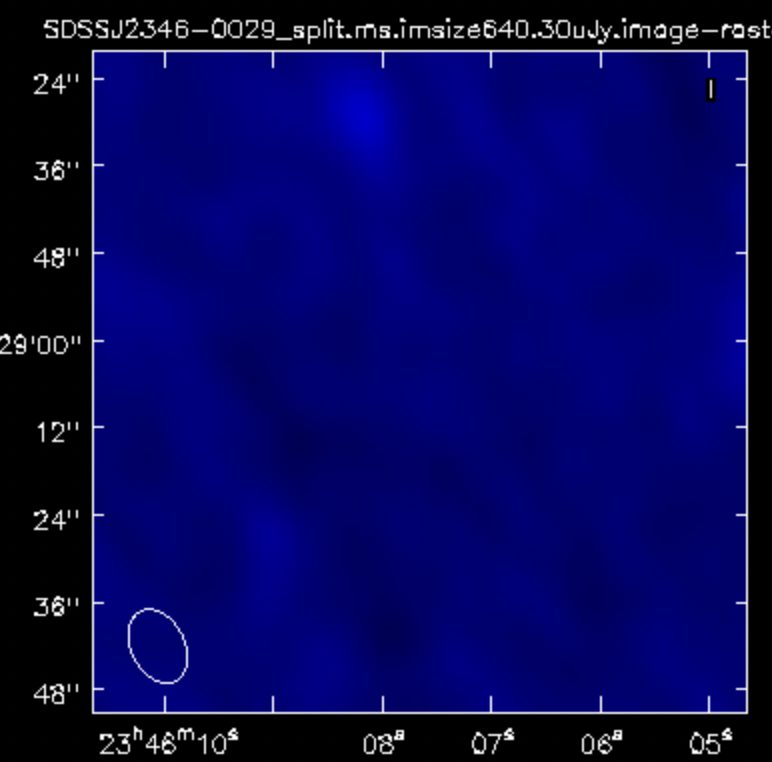 SDSSJ2346-0029_split.ms.imsize640.30uJy.image-rast
I
24"
36"
48"
29'00"
12"
24"
36"
48"
23ʰ46ᵐ10ˢ 08ˢ 07ˢ 06ˢ 05ˢ